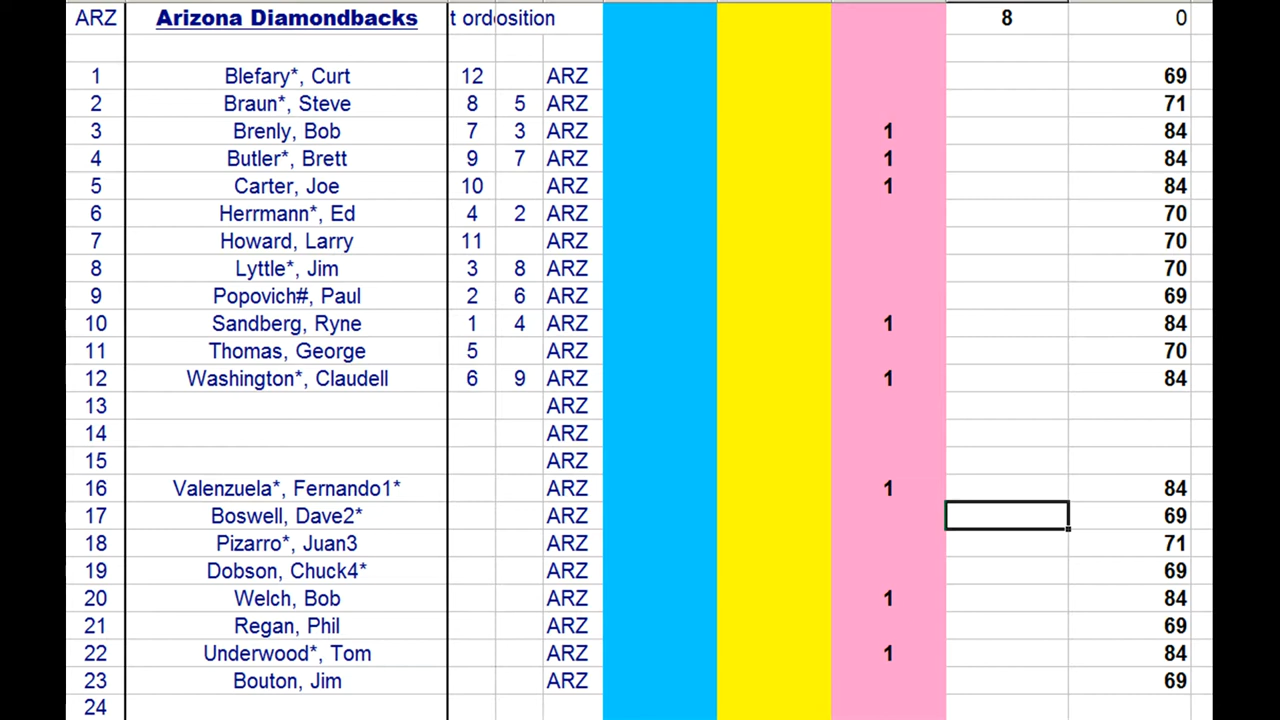 ARZ Arizona Diamondbacks t ord osition 8 0
1 Blefary*, Curt 12 ARZ 69
2 Braun*, Steve 8 5 ARZ 71
3 Brenly, Bob 7 3 ARZ 1 84
4 Butler*, Brett 9 7 ARZ 1 84
5 Carter, Joe 10 ARZ 1 84
6 Herrmann*, Ed 4 2 ARZ 70
7 Howard, Larry 11 ARZ 70
8 Lyttle*, Jim 3 8 ARZ 70
9 Popovich#, Paul 2 6 ARZ 69
10 Sandberg, Ryne 1 4 ARZ 1 84
11 Thomas, George 5 ARZ 70
12 Washington*, Claudell 6 9 ARZ 1 84
13 ARZ
14 ARZ
15 ARZ
16 Valenzuela*, Fernando1* ARZ 1 84
17 Boswell, Dave2* ARZ 69
18 Pizarro*, Juan3 ARZ 71
19 Dobson, Chuck4* ARZ 69
20 Welch, Bob ARZ 1 84
21 Regan, Phil ARZ 69
22 Underwood*, Tom ARZ 1 84
23 Bouton, Jim ARZ 69
24